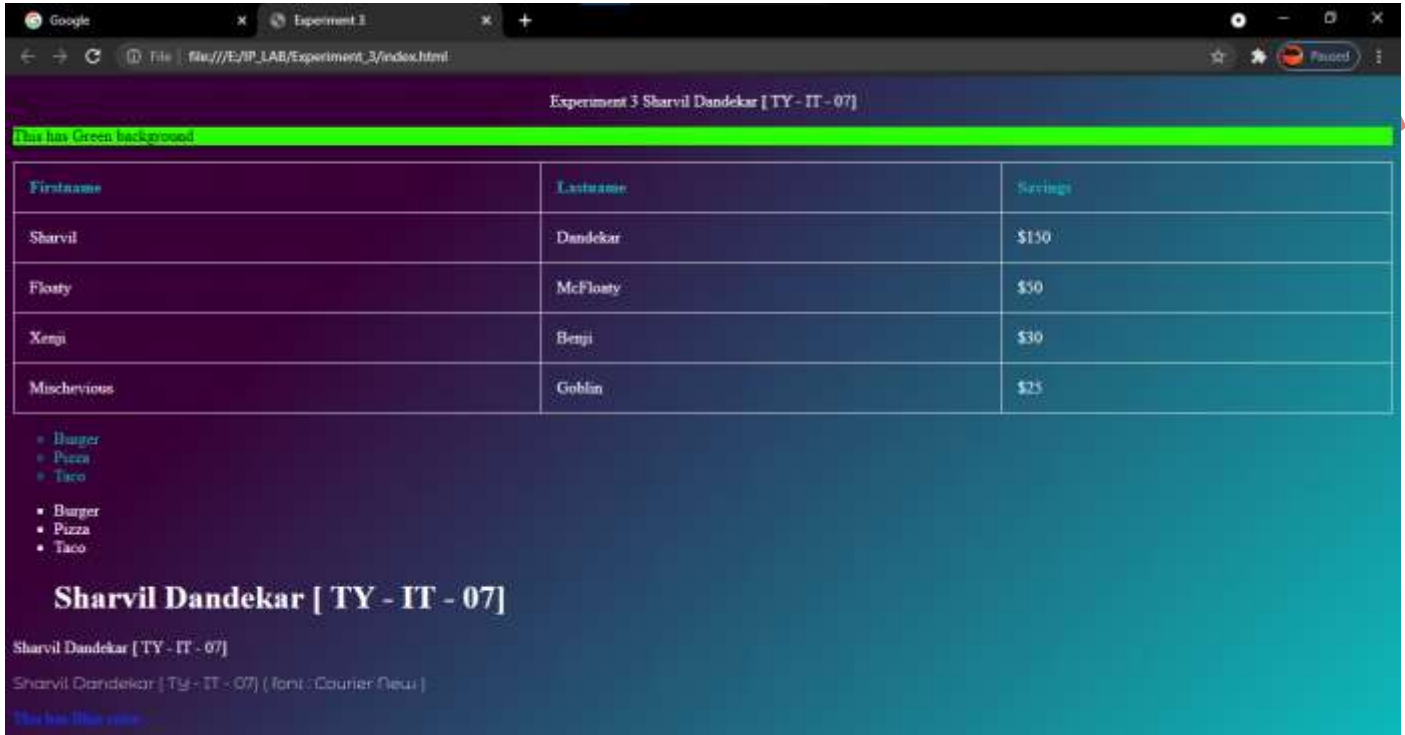 Google
Experiment 3
File file:///E:/IP_LAB/Experiment_3/index.html
Paused
Experiment 3 Sharvil Dandekar [ TY - IT - 07]
This has Green background
Firstname Lastname Savings
Sharvil Dandekar $150
Floaty McFloaty $50
Xenji Benji $30
Mischevious Goblin $25
Burger
Pizza
Taco
Burger
Pizza
Taco
Sharvil Dandekar [ TY - IT - 07]
Sharvil Dandekar [ TY - IT - 07]
Sharvil Dandekar [ TY - IT - 07] ( font : Courier New )
This has Blue color